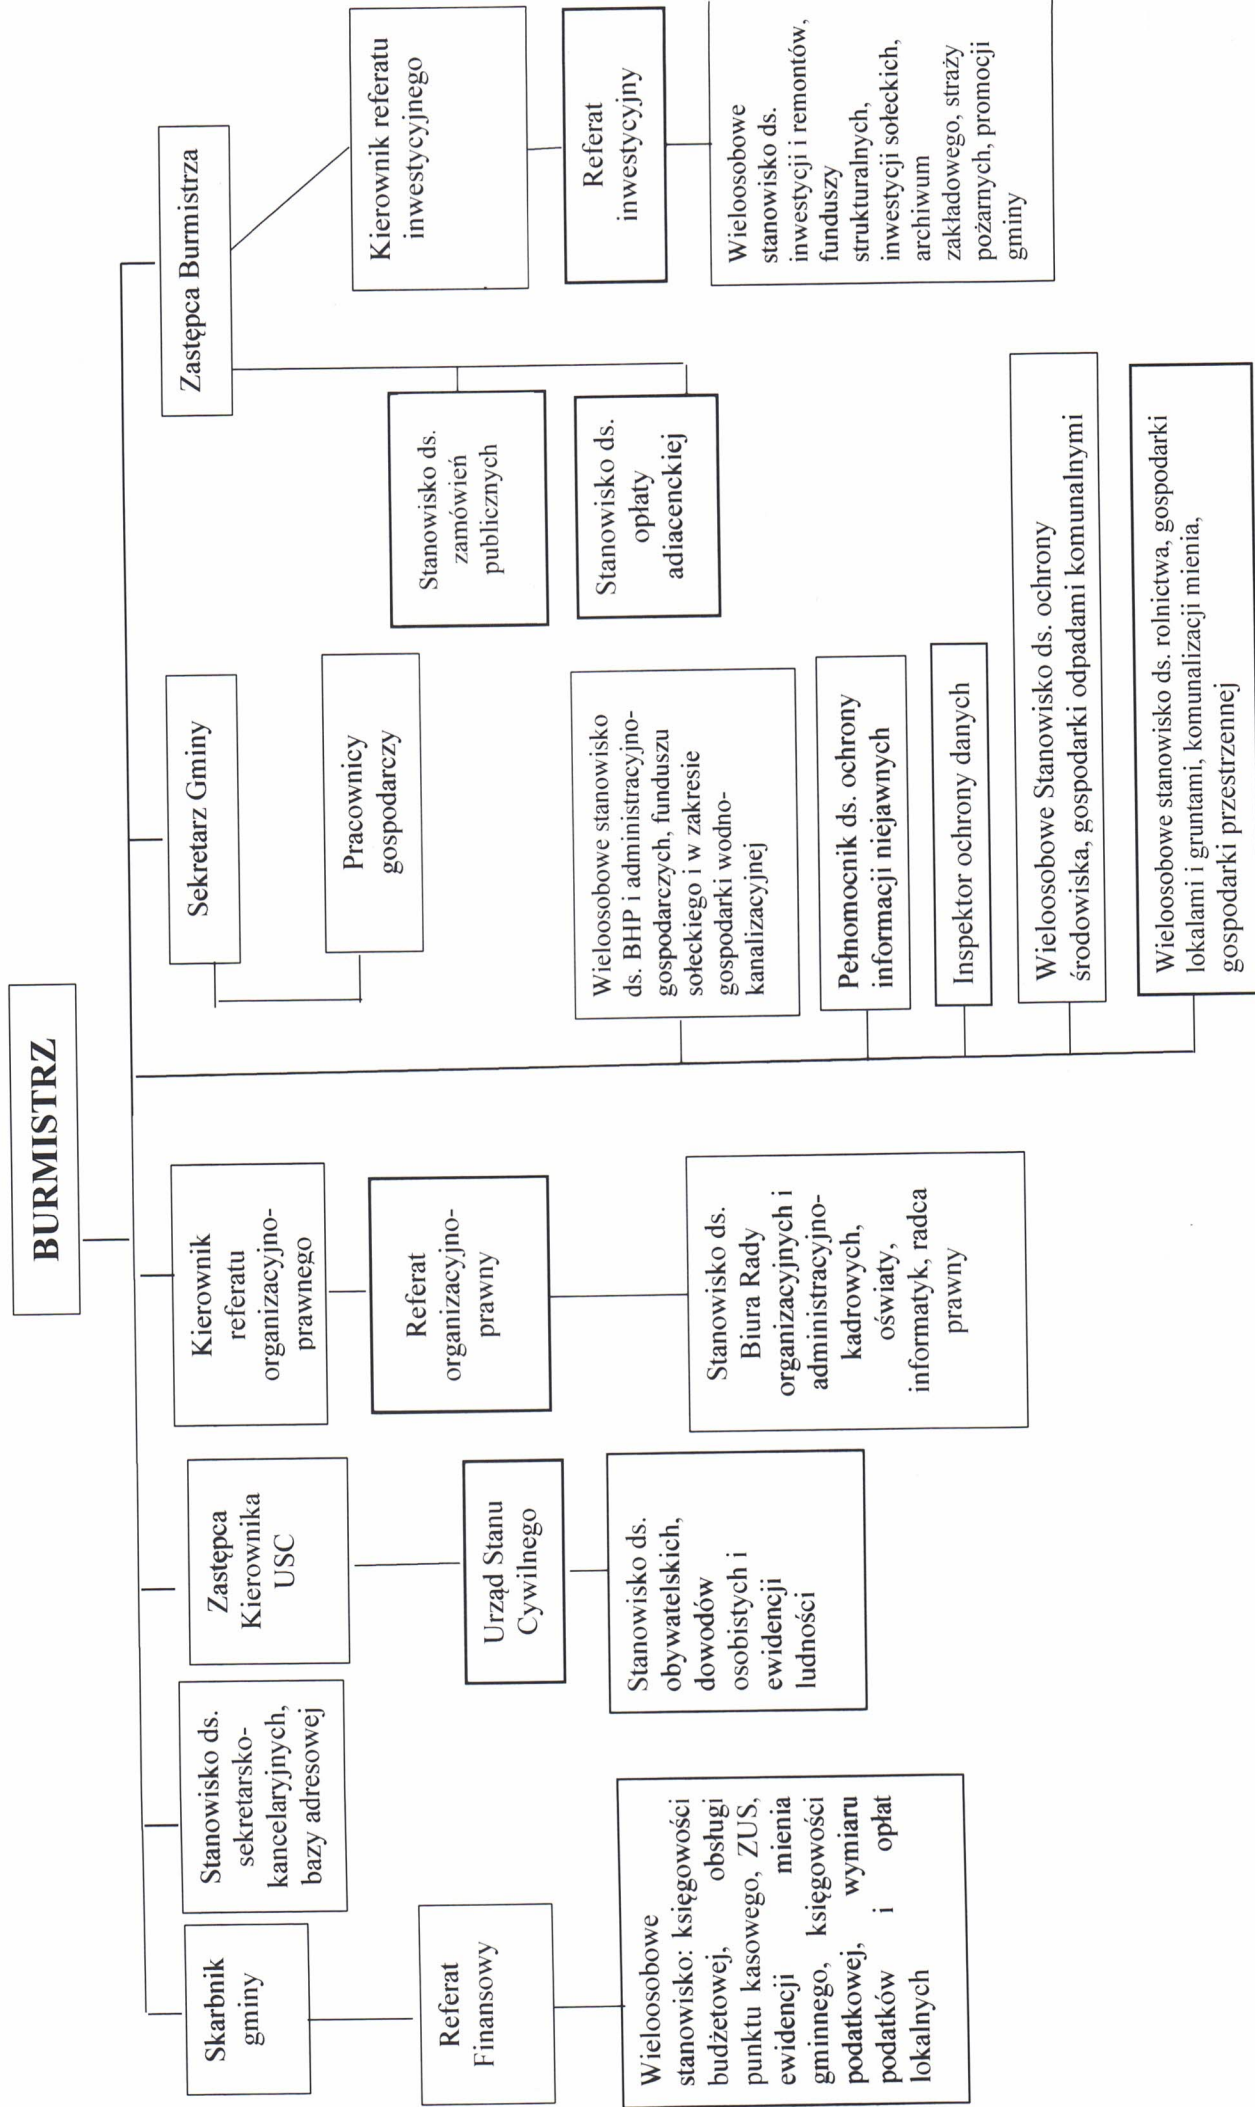 BURMISTRZ
Skarbnik
gminy
Stanowisko ds.
sekretarsko-
kancelaryjnych,
bazy adresowej
Zastępca
Kierownika
USC
Kierownik
referatu
organizacyjno-
prawnego
Sekretarz Gminy
Zastępca Burmistrza
Referat
Finansowy
Wieloosobowe
stanowisko: księgowości
budżetowej, obsługi
punktu kasowego, ZUS,
ewidencji mienia
gminnego, księgowości
podatkowej, wymiaru
podatków i opłat
lokalnych
Urząd Stanu
Cywilnego
Stanowisko ds.
obywatelskich,
dowodów
osobistych i
ewidencji
ludności
Referat
organizacyjno-
prawny
Stanowisko ds.
Biura Rady
organizacyjnych i
administracyjno-
kadrowych,
oświaty,
informatyk, radca
prawny
Pracownicy
gospodarczy
Wieloosobowe stanowisko
ds. BHP i administracyjno-
gospodarczych, funduszu
sołeckiego i w zakresie
gospodarki wodno-
kanalizacyjnej
Pełnomocnik ds. ochrony
informacji niejawnych
Inspektor ochrony danych
Wieloosobowe Stanowisko ds. ochrony
środowiska, gospodarki odpadami komunalnymi
Wieloosobowe stanowisko ds. rolnictwa, gospodarki
lokalami i gruntami, komunalizacji mienia,
gospodarki przestrzennej
Stanowisko ds.
zamówień
publicznych
Stanowisko ds.
opłaty
adiacenckiej
Kierownik referatu
inwestycyjnego
Referat
inwestycyjny
Wieloosobowe
stanowisko ds.
inwestycji i remontów,
funduszy
strukturalnych,
inwestycji sołeckich,
archiwum
zakładowego, straży
pożarnych, promocji
gminy